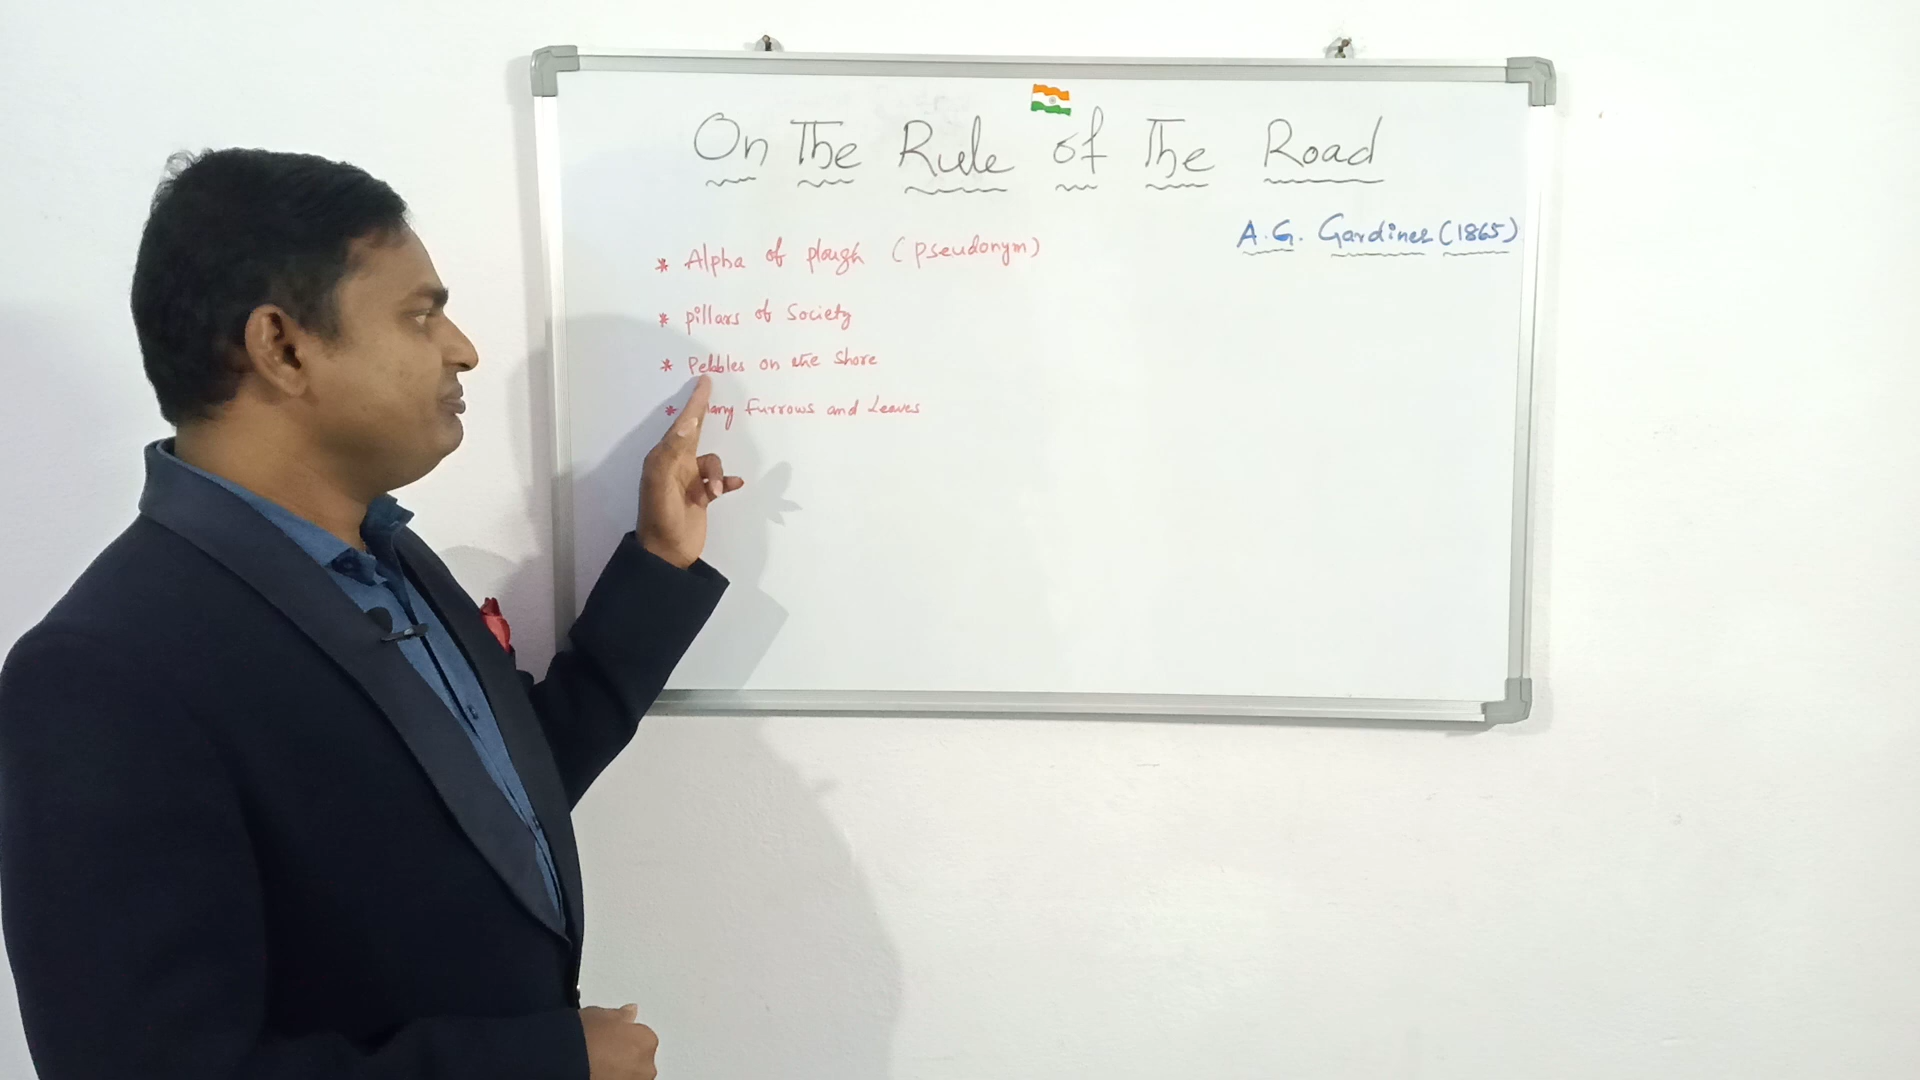 On The Rule of The Road
A.G. Gardiner (1865)
* Alpha of plough (pseudonym)
* pillars of Society
* Pebbles on the Shore
* Many Furrows and Leaves